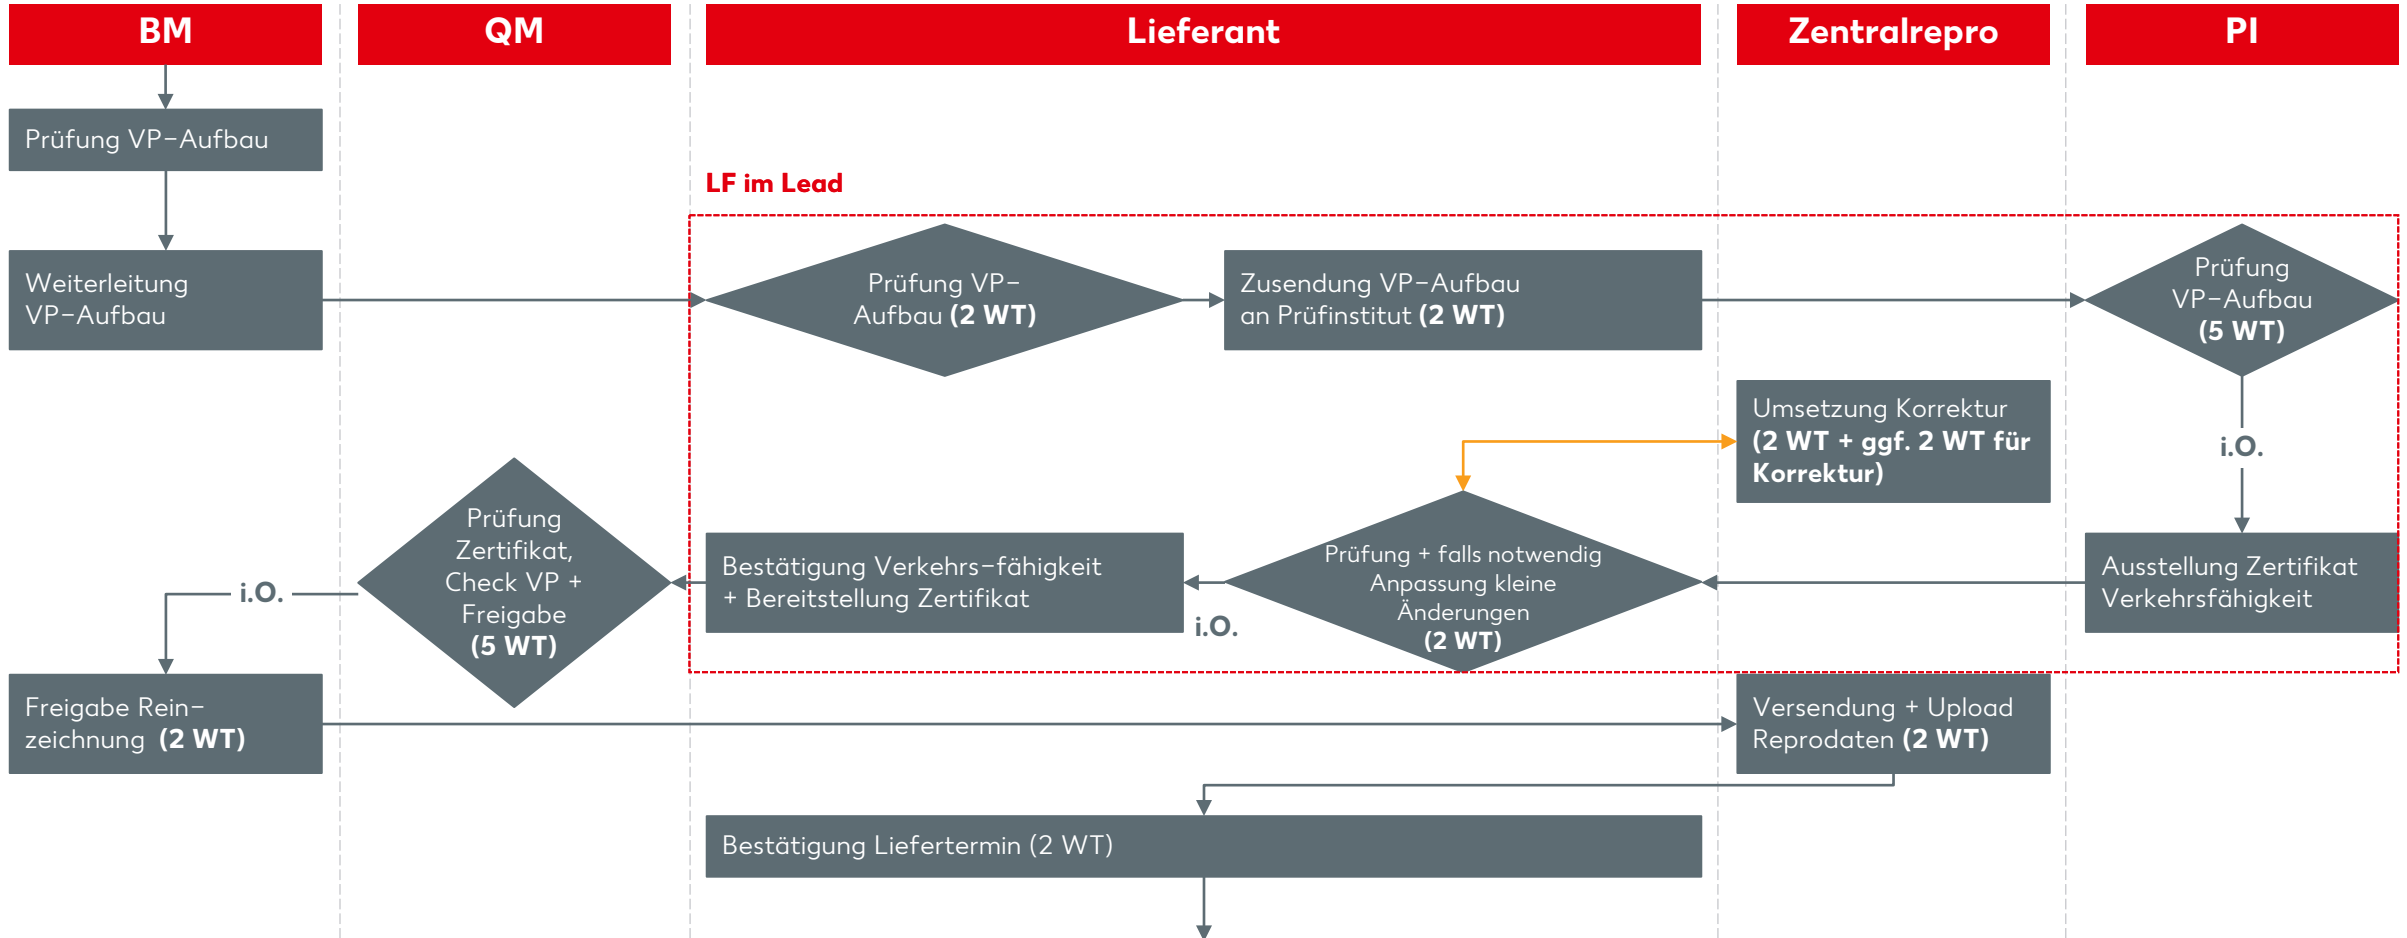 BM
QM
Lieferant
Zentralrepro
PI
Prüfung VP-Aufbau
LF im Lead
Weiterleitung
VP-Aufbau
Prüfung VP-
Aufbau (2 WT)
Zusendung VP-Aufbau
an Prüfinstitut (2 WT)
Prüfung
VP-Aufbau
(5 WT)
Umsetzung Korrektur
(2 WT + ggf. 2 WT für
Korrektur)
i.O.
Prüfung
Zertifikat,
Check VP +
Freigabe
(5 WT)
Bestätigung Verkehrs-fähigkeit
+ Bereitstellung Zertifikat
Prüfung + falls notwendig
Anpassung kleine
Änderungen
(2 WT)
Ausstellung Zertifikat
Verkehrsfähigkeit
i.O.
i.O.
Freigabe Rein-
zeichnung (2 WT)
Versendung + Upload
Reprodaten (2 WT)
Bestätigung Liefertermin (2 WT)